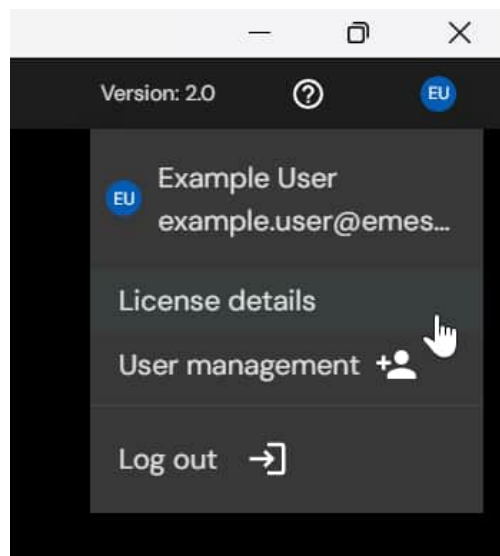 Version: 2.0
EU
EU
Example User
example.user@emes...
License details
User management
Log out